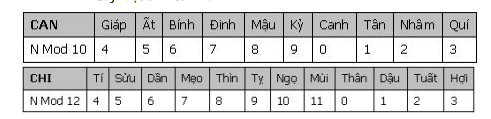 CAN Giáp Ất Bính Đinh Mậu Kỷ Canh Tân Nhâm Quí
N Mod 10 4 5 6 7 8 9 0 1 2 3
CHI Tí Sửu Dần Mẹo Thìn Tỵ Ngọ Mùi Thân Dậu Tuất Hợi
N Mod 12 4 5 6 7 8 9 10 11 0 1 2 3